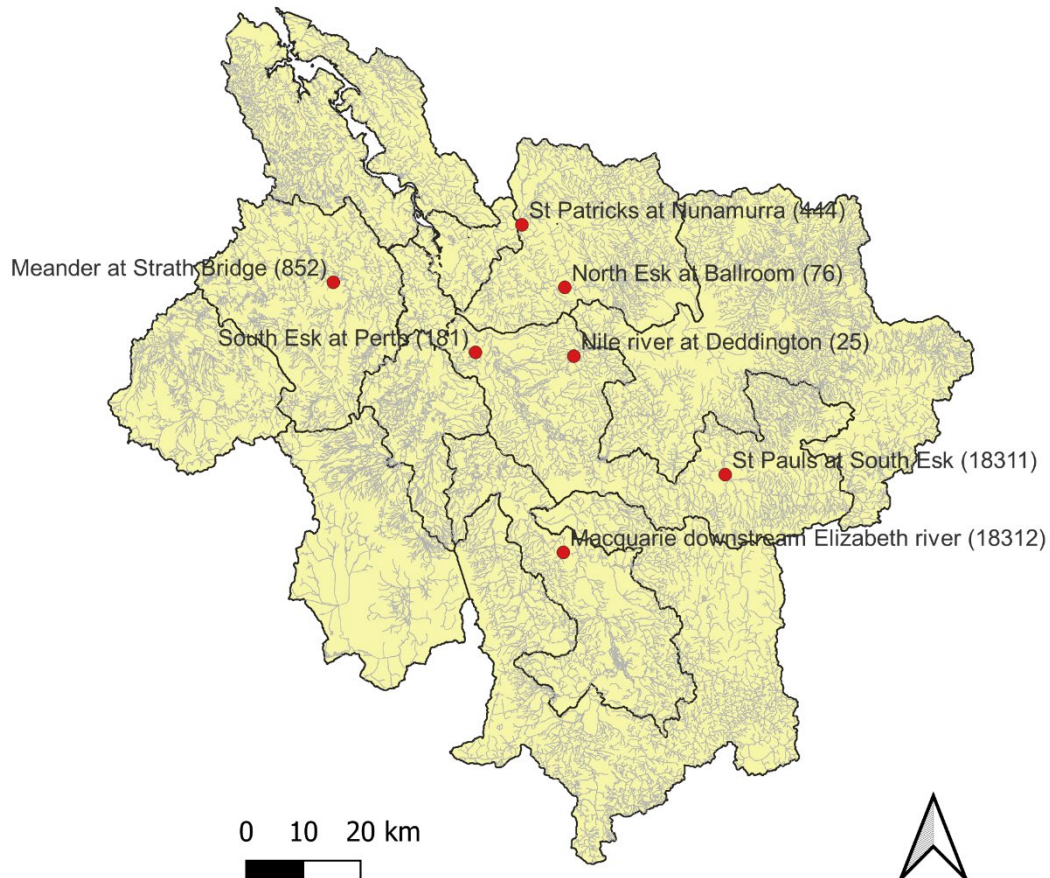 St Patricks at Nunamurra (444)
Meander at Strath Bridge (852)
North Esk at Ballroom (76)
South Esk at Perth (181)
Nile river at Deddington (25)
St Pauls at South Esk (18311)
Macquarie downstream Elizabeth river (18312)
0 10 20 km